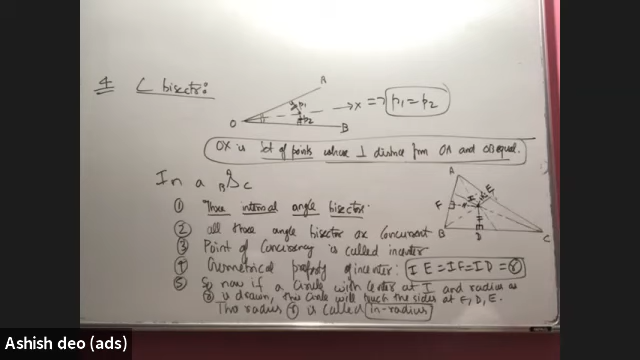 4 ∠ bisector:
A
P1
O
P2
X ⇒ P1 = P2
B
OX is set of points whose ⊥ distance from OA and OB equal.
In a ABC
A
F
E
I
B
D
C
① Three internal angle bisector.
② all three angle bisector are concurrent
③ Point of concurrency is called incenter
④ Geometrical property of incenter: IE = IF = ID = r
⑤ So now if a circle with center at I and radius as
r is drawn, this circle will touch the sides at F, D, E.
This radius r is called In-radius
Ashish deo (ads)